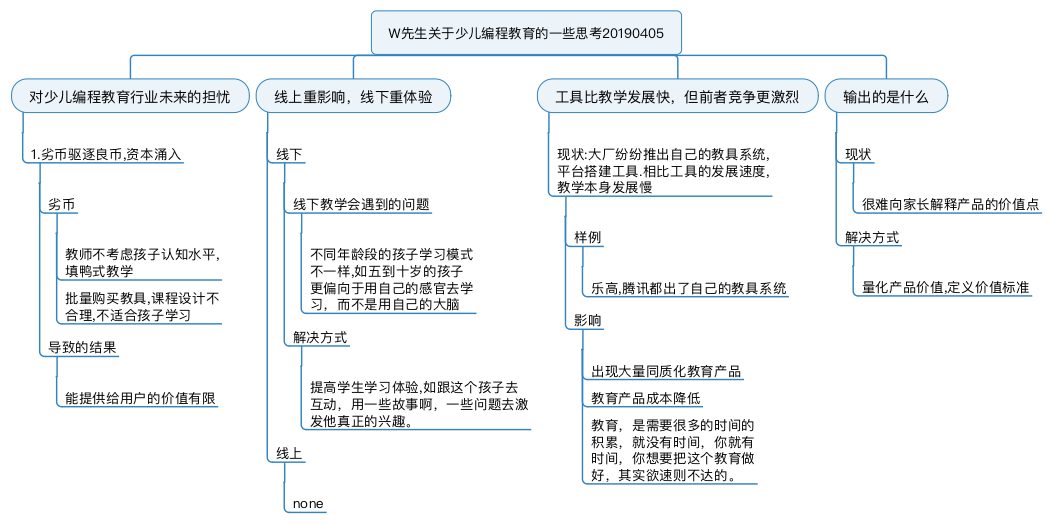 W先生关于少儿编程教育的一些思考20190405
对少儿编程教育行业未来的担忧
1.劣币驱逐良币,资本涌入
劣币
教师不考虑孩子认知水平,
填鸭式教学
批量购买教具,课程设计不
合理,不适合孩子学习
导致的结果
能提供给用户的价值有限
线上重影响，线下重体验
线下
线下教学会遇到的问题
不同年龄段的孩子学习模式
不一样,如五到十岁的孩子
更偏向于用自己的感官去学
习，而不是用自己的大脑
解决方式
提高学生学习体验,如跟这个孩子去
互动，用一些故事啊，一些问题去激
发他真正的兴趣。
线上
none
工具比教学发展快，但前者竞争更激烈
现状:大厂纷纷推出自己的教具系统,
平台搭建工具.相比工具的发展速度,
教学本身发展慢
样例
乐高,腾讯都出了自己的教具系统
影响
出现大量同质化教育产品
教育产品成本降低
教育，是需要很多的时间的
积累，就没有时间，你就有
时间，你想要把这个教育做
好，其实欲速则不达的。
输出的是什么
现状
很难向家长解释产品的价值点
解决方式
量化产品价值,定义价值标准